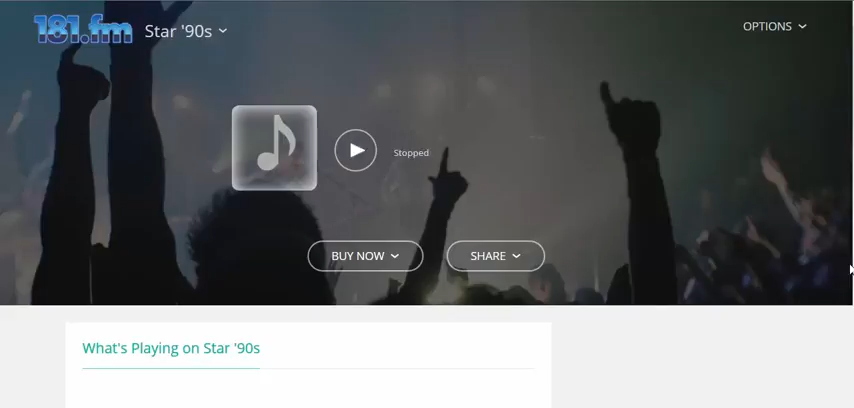 181.fm
Star '90s
OPTIONS
Stopped
BUY NOW
SHARE
What's Playing on Star '90s